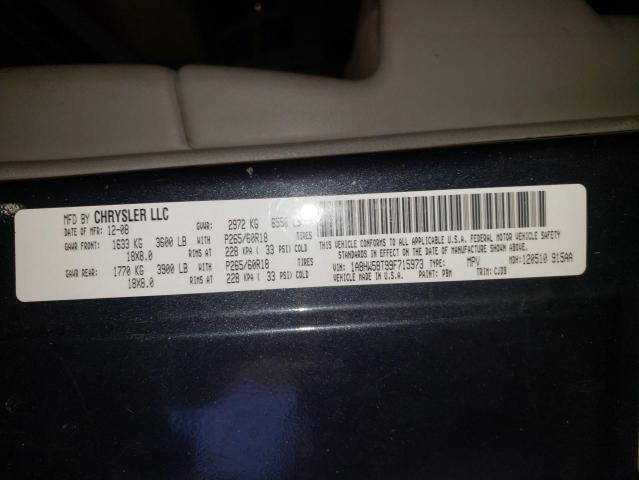 MFD BY CHRYSLER LLC
DATE OF MFR: 12-08 GVWR: 2972 KG 6550 LB
GAWR FRONT: 1633 KG 3600 LB WITH P265/60R18 TIRES
18X8.0 RIMS AT 228 KPA ( 33 PSI) COLD
GAWR REAR: 1770 KG 3900 LB WITH P265/60R18 TIRES
18X8.0 RIMS AT 228 KPA ( 33 PSI) COLD
THIS VEHICLE CONFORMS TO ALL APPLICABLE U.S.A. FEDERAL MOTOR VEHICLE SAFETY
STANDARDS IN EFFECT ON THE DATE OF MANUFACTURE SHOWN ABOVE.
VIN: 1A8HW58T99F715973 TYPE: MPV MDH: 120510 915AA
VEHICLE MADE IN U.S.A. PAINT: PBM TRIM: CJDB